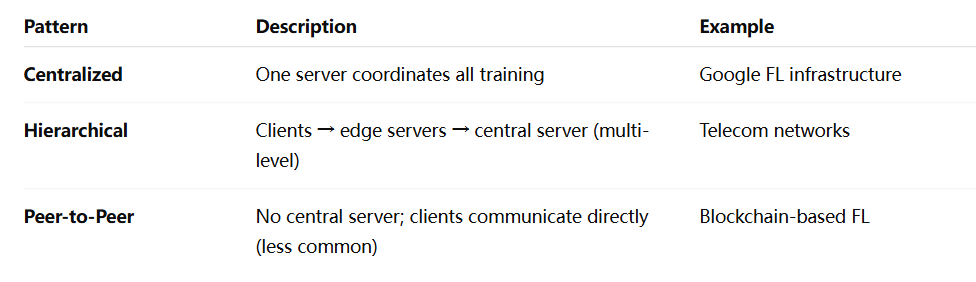 Pattern Description Example
Centralized One server coordinates all training Google FL infrastructure
Hierarchical Clients → edge servers → central server (multi-
level) Telecom networks
Peer-to-Peer No central server; clients communicate directly
(less common) Blockchain-based FL